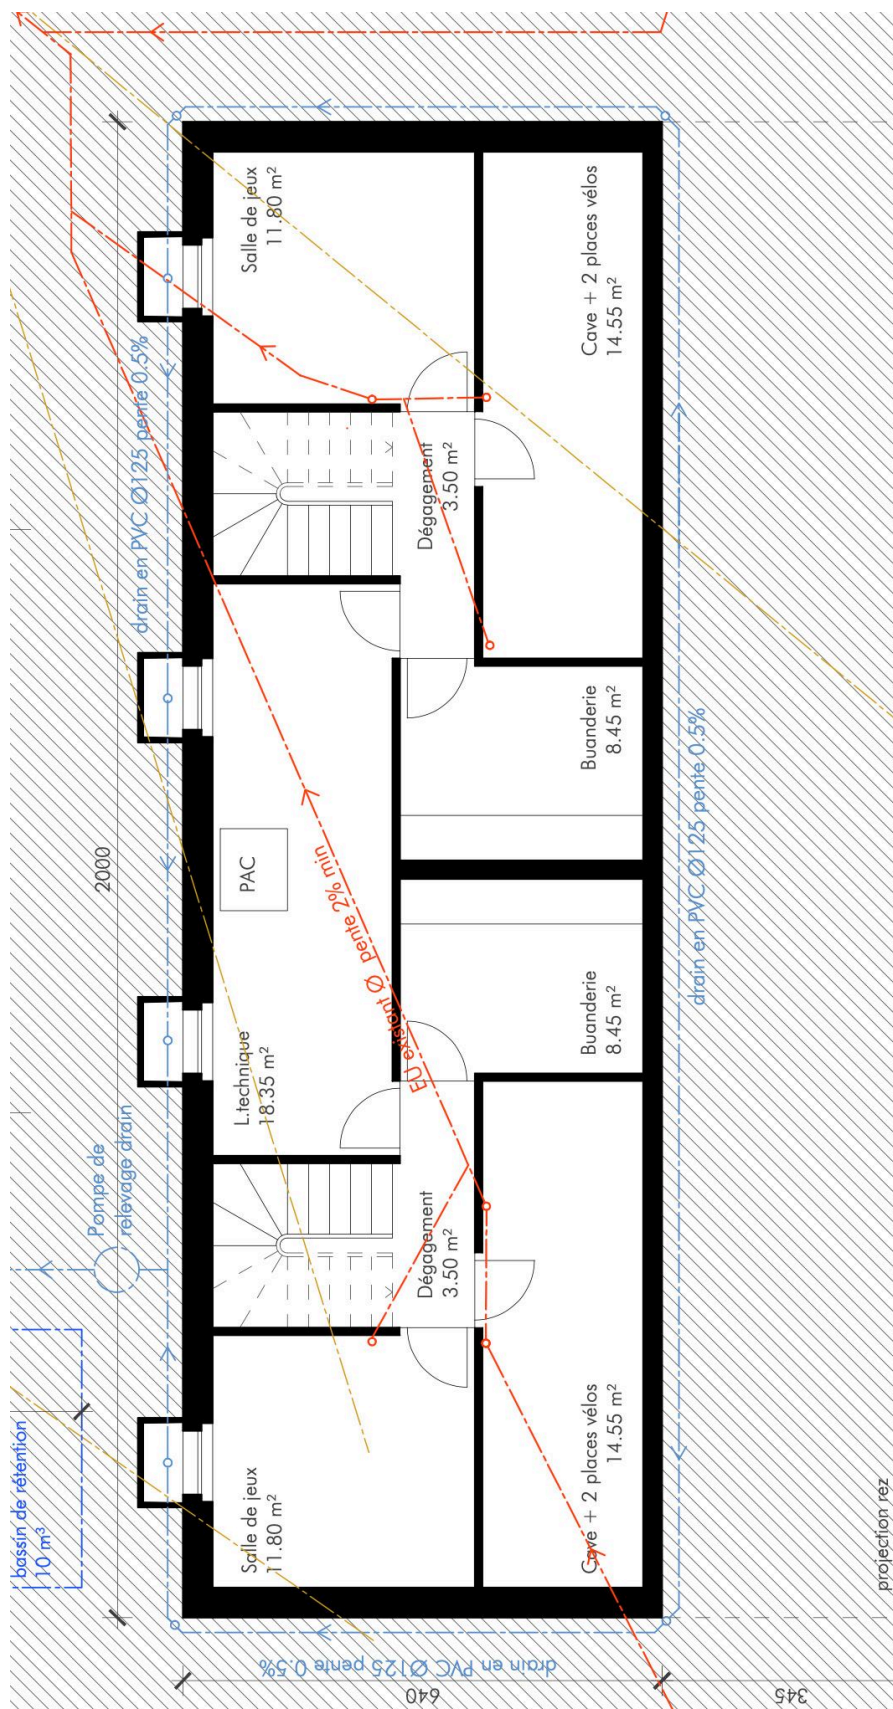 Salle de jeux
11.80 m²
Cave + 2 places vélos
14.55 m²
drain en PVC Ø125 pente 0.5%
Dégagement
3.50 m²
Buanderie
8.45 m²
drain en PVC Ø125 pente 0.5%
2000
PAC
EU existant Ø Pente 2% min
L.technique
18.35 m²
Buanderie
8.45 m²
Pompe de
relevage drain
Dégagement
3.50 m²
bassin de rétention
10 m³
Salle de jeux
11.80 m²
Cave + 2 places vélos
14.55 m²
projection rez
drain en PVC Ø125 pente 0.5%
640
345